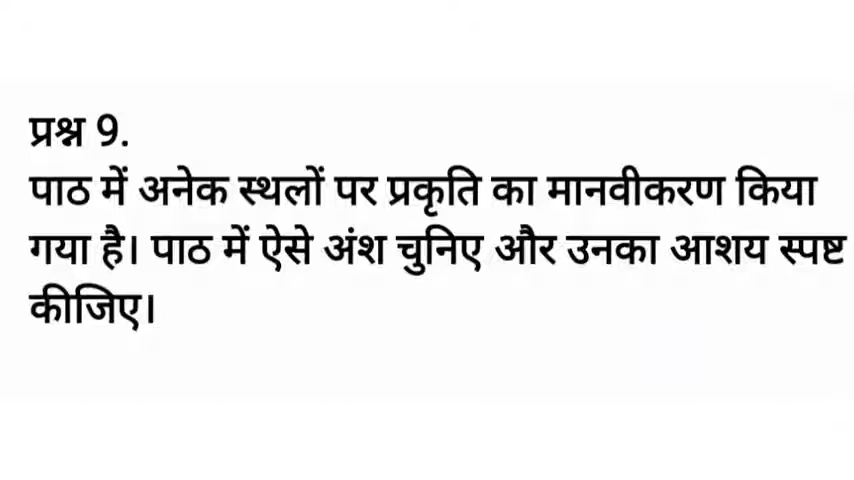 प्रश्न 9.
पाठ में अनेक स्थलों पर प्रकृति का मानवीकरण किया
गया है। पाठ में ऐसे अंश चुनिए और उनका आशय स्पष्ट
कीजिए।